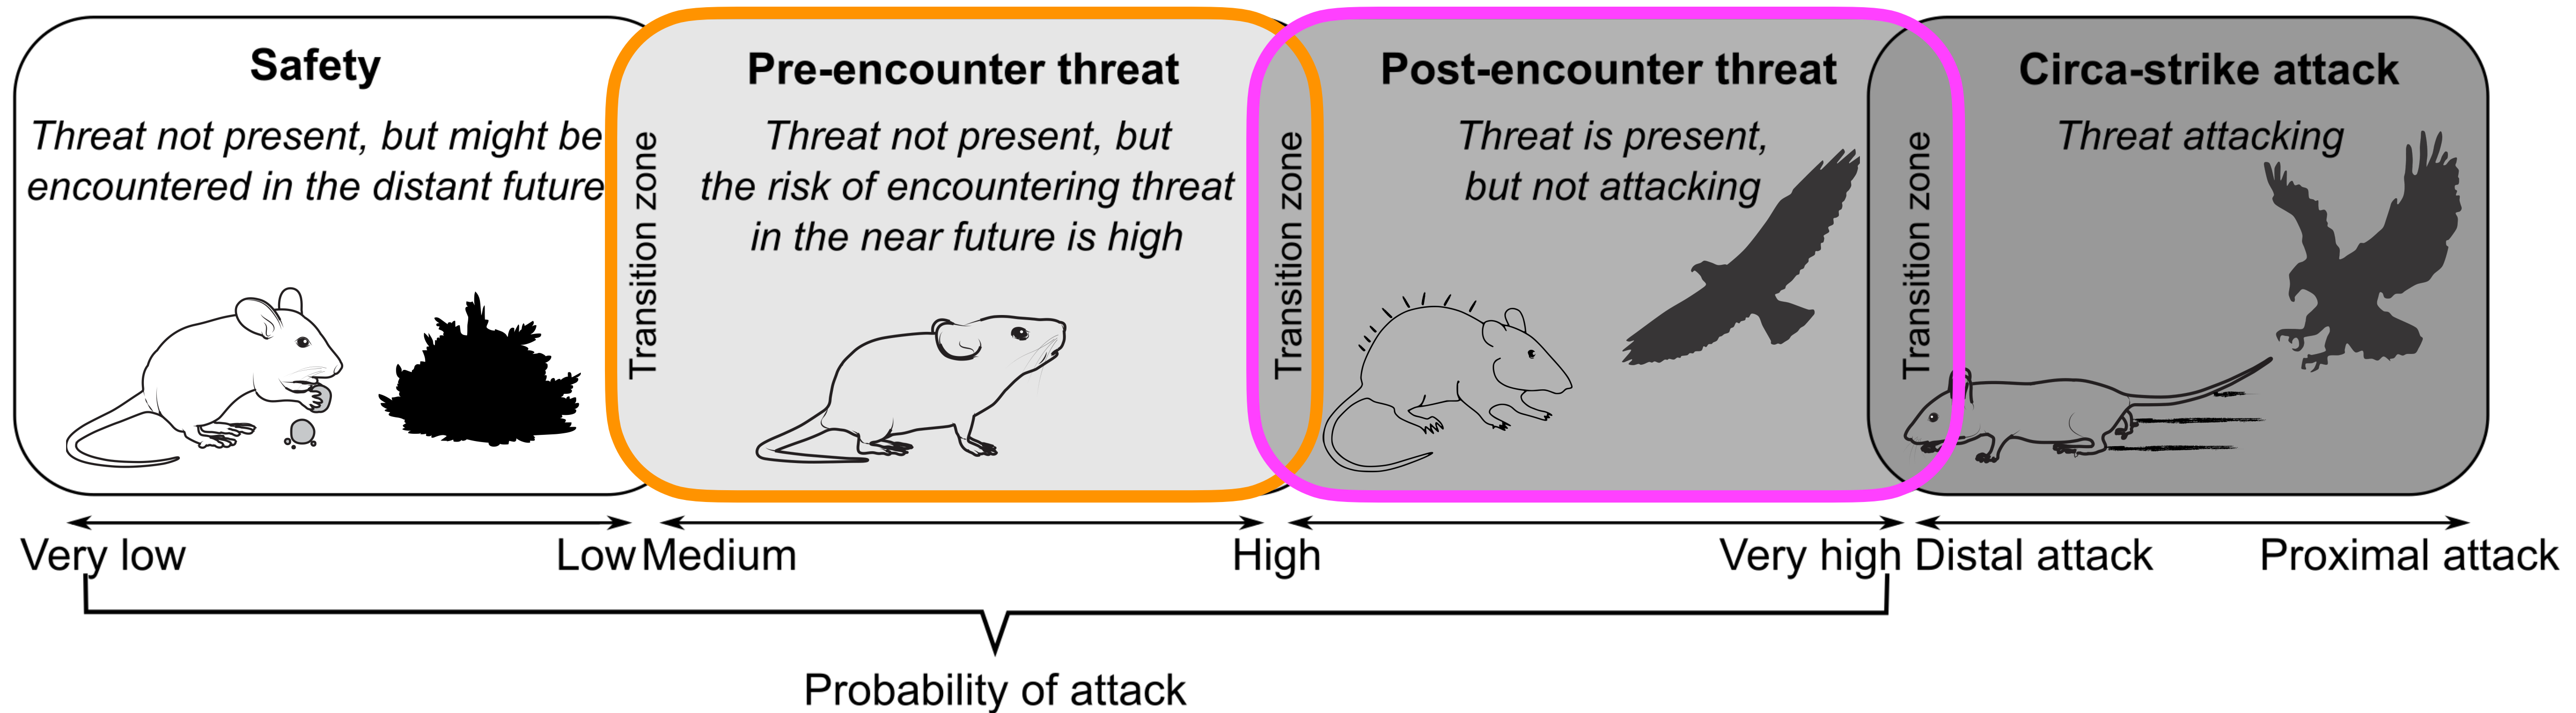 Safety
Threat not present, but might be
encountered in the distant future
Transition zone
Pre-encounter threat
Threat not present, but
the risk of encountering threat
in the near future is high
Transition zone
Post-encounter threat
Threat is present,
but not attacking
Transition zone
Circa-strike attack
Threat attacking
Very low
Low
Medium
High
Very high
Distal attack
Proximal attack
Probability of attack